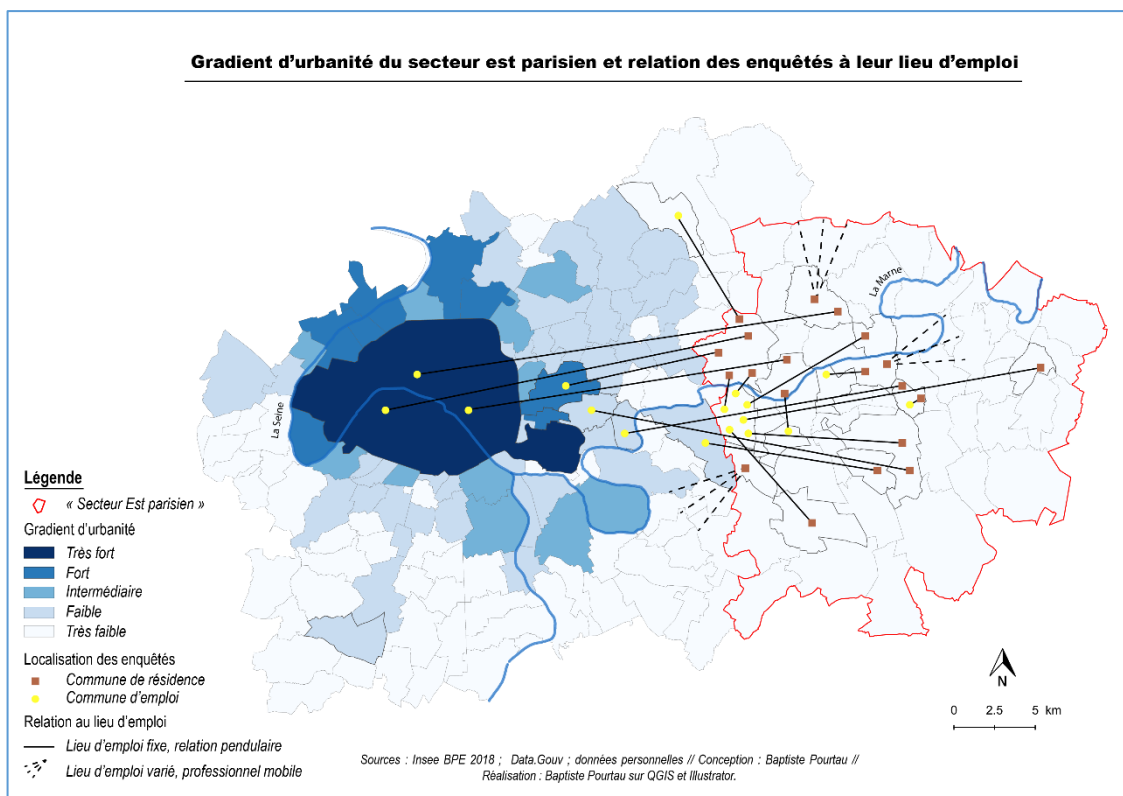 Gradient d’urbanité du secteur est parisien et relation des enquêtés à leur lieu d’emploi
La Marne
La Seine
Légende
« Secteur Est parisien »
Gradient d’urbanité
Très fort
Fort
Intermédiaire
Faible
Très faible
Localisation des enquêtés
Commune de résidence
Commune d’emploi
Relation au lieu d’emploi
Lieu d’emploi fixe, relation pendulaire
Lieu d’emploi varié, professionnel mobile
N
0 2.5 5 km
Sources : Insee BPE 2018 ; Data.Gouv ; données personnelles // Conception : Baptiste Pourtau //
Réalisation : Baptiste Pourtau sur QGIS et Illustrator.